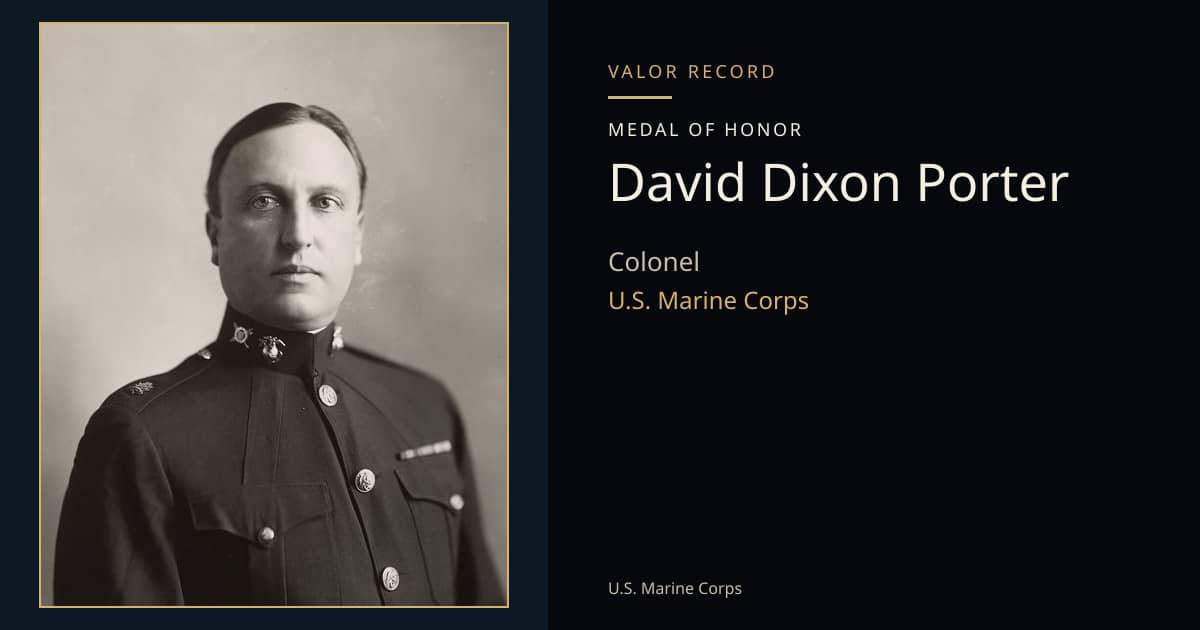 VALOR RECORD
MEDAL OF HONOR
David Dixon Porter
Colonel
U.S. Marine Corps
U.S. Marine Corps